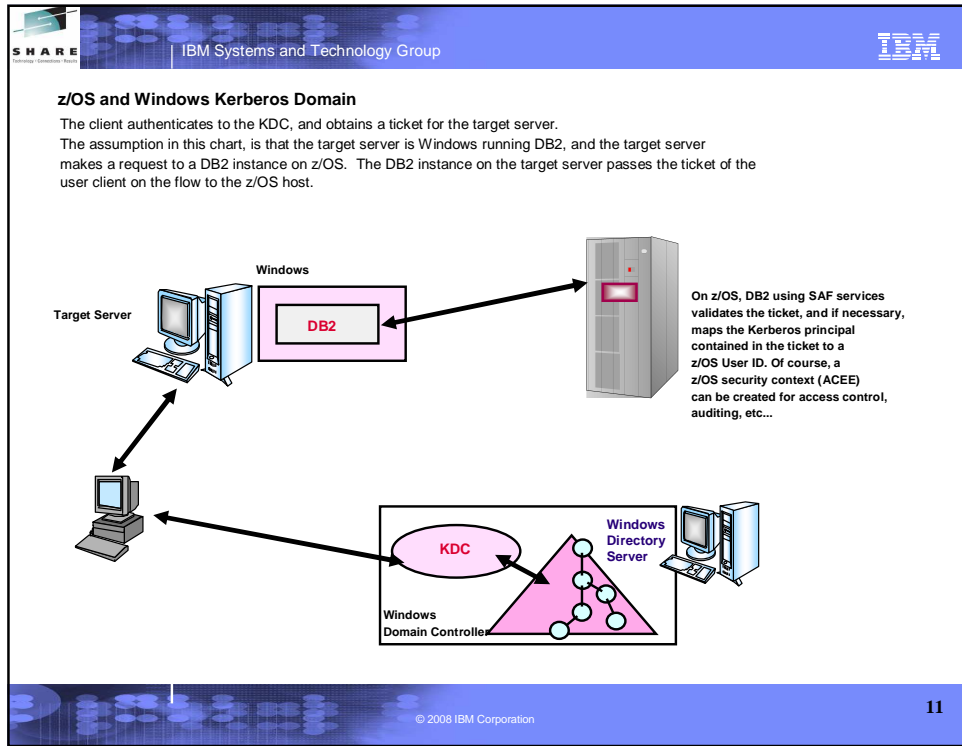 SHARE
Technology · Connections · Results
IBM Systems and Technology Group
IBM
z/OS and Windows Kerberos Domain
The client authenticates to the KDC, and obtains a ticket for the target server.
The assumption in this chart, is that the target server is Windows running DB2, and the target server
makes a request to a DB2 instance on z/OS. The DB2 instance on the target server passes the ticket of the
user client on the flow to the z/OS host.
Windows
Target Server
DB2
On z/OS, DB2 using SAF services
validates the ticket, and if necessary,
maps the Kerberos principal
contained in the ticket to a
z/OS User ID. Of course, a
z/OS security context (ACEE)
can be created for access control,
auditing, etc...
KDC
Windows
Directory
Server
Windows
Domain Controller
© 2008 IBM Corporation
11